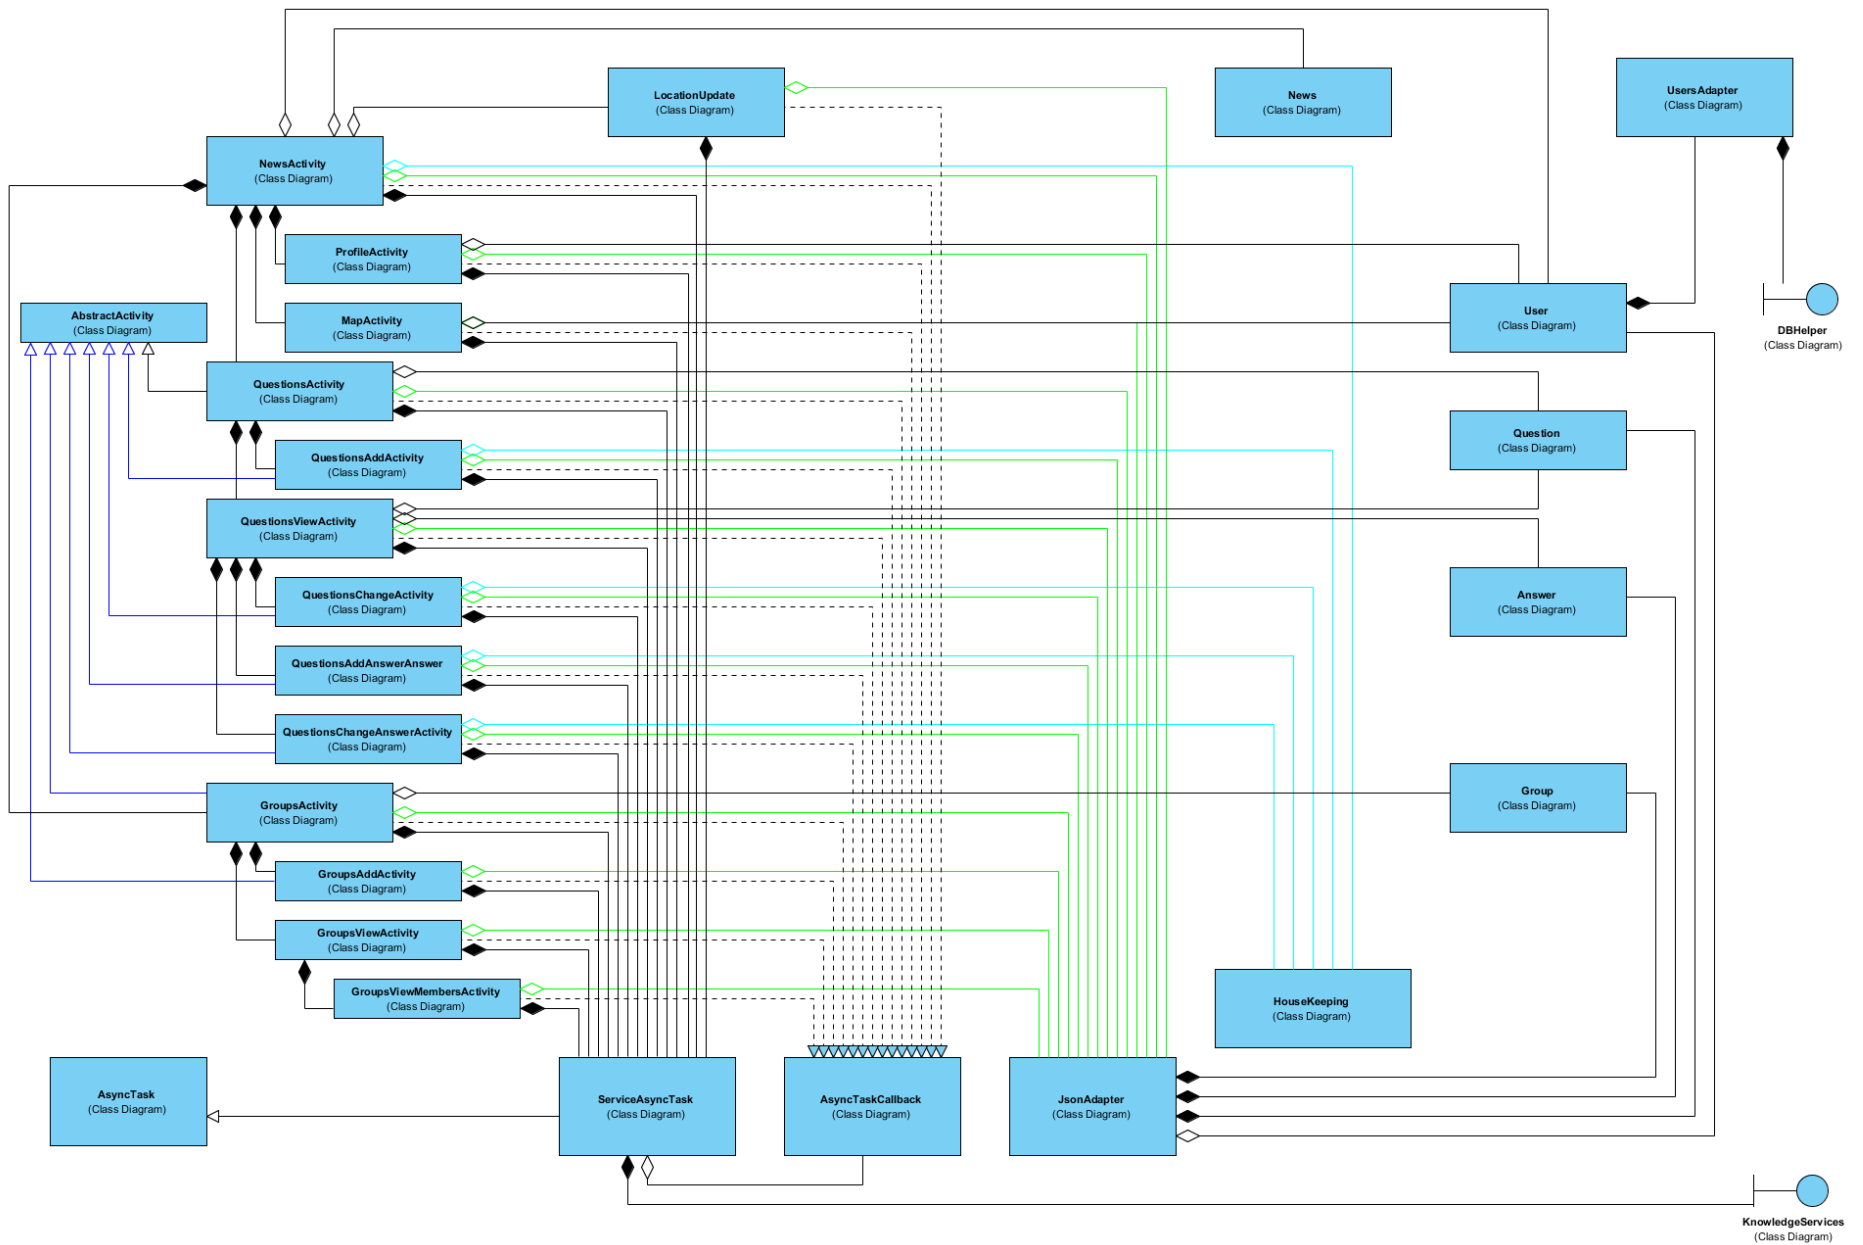 LocationUpdate
(Class Diagram)
News
(Class Diagram)
UsersAdapter
(Class Diagram)
NewsActivity
(Class Diagram)
ProfileActivity
(Class Diagram)
AbstractActivity
(Class Diagram)
MapActivity
(Class Diagram)
User
(Class Diagram)
DBHelper
(Class Diagram)
QuestionsActivity
(Class Diagram)
Question
(Class Diagram)
QuestionsAddActivity
(Class Diagram)
QuestionsViewActivity
(Class Diagram)
QuestionsChangeActivity
(Class Diagram)
Answer
(Class Diagram)
QuestionsAddAnswerAnswer
(Class Diagram)
QuestionsChangeAnswerActivity
(Class Diagram)
GroupsActivity
(Class Diagram)
Group
(Class Diagram)
GroupsAddActivity
(Class Diagram)
GroupsViewActivity
(Class Diagram)
GroupsViewMembersActivity
(Class Diagram)
HouseKeeping
(Class Diagram)
AsyncTask
(Class Diagram)
ServiceAsyncTask
(Class Diagram)
AsyncTaskCallback
(Class Diagram)
JsonAdapter
(Class Diagram)
KnowledgeServices
(Class Diagram)